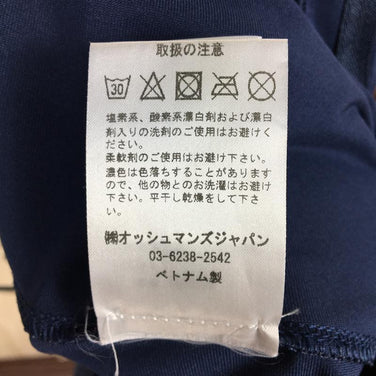 取扱の注意
30
塩素系、酸素系漂白剤および漂白
剤入りの洗剤のご使用はお避けく
ださい。
柔軟剤のご使用はお避け下さい。
濃色は色落ちすることがあります
ので、他の物とのお洗濯はお避け
下さい。平干し乾燥をして下さ
い。
㈱オッシュマンズジャパン
03-6238-2542
ベトナム製